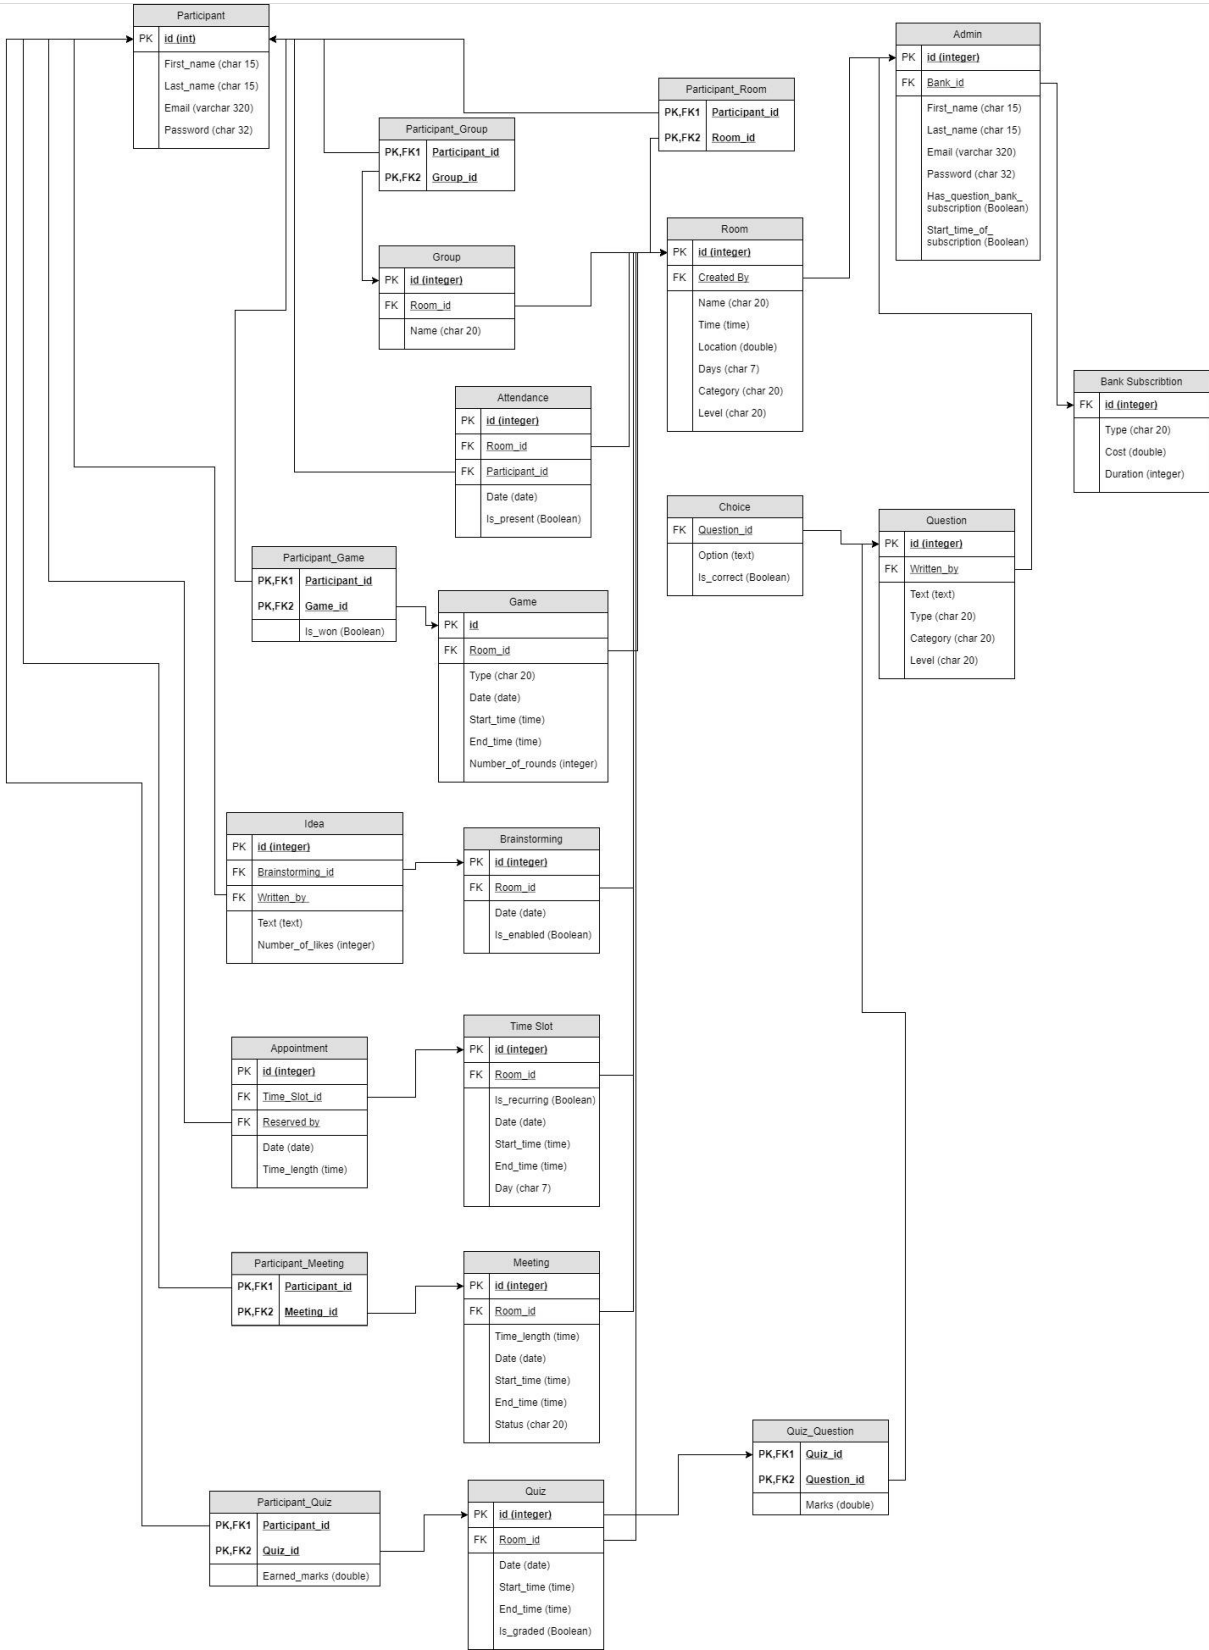 Participant
PK id (int)
First_name (char 15)
Last_name (char 15)
Email (varchar 320)
Password (char 32)
Admin
PK id (integer)
FK Bank_id
First_name (char 15)
Last_name (char 15)
Email (varchar 320)
Password (char 32)
Has_question_bank_
subscription (Boolean)
Start_time_of_
subscription (Boolean)
Participant_Room
PK,FK1 Participant_id
PK,FK2 Room_id
Participant_Group
PK,FK1 Participant_id
PK,FK2 Group_id
Room
PK id (integer)
FK Created By
Name (char 20)
Time (time)
Location (double)
Days (char 7)
Category (char 20)
Level (char 20)
Group
PK id (integer)
FK Room_id
Name (char 20)
Bank Subscribtion
FK id (integer)
Type (char 20)
Cost (double)
Duration (integer)
Attendance
PK id (integer)
FK Room_id
FK Participant_id
Date (date)
Is_present (Boolean)
Choice
FK Question_id
Option (text)
Is_correct (Boolean)
Question
PK id (integer)
FK Written_by
Text (text)
Type (char 20)
Category (char 20)
Level (char 20)
Participant_Game
PK,FK1 Participant_id
PK,FK2 Game_id
Is_won (Boolean)
Game
PK id
FK Room_id
Type (char 20)
Date (date)
Start_time (time)
End_time (time)
Number_of_rounds (integer)
Idea
PK id (integer)
FK Brainstorming_id
FK Written_by
Text (text)
Number_of_likes (integer)
Brainstorming
PK id (integer)
FK Room_id
Date (date)
Is_enabled (Boolean)
Appointment
PK id (integer)
FK Time_Slot_id
FK Reserved by
Date (date)
Time_length (time)
Time Slot
PK id (integer)
FK Room_id
Is_recurring (Boolean)
Date (date)
Start_time (time)
End_time (time)
Day (char 7)
Participant_Meeting
PK,FK1 Participant_id
PK,FK2 Meeting_id
Meeting
PK id (integer)
FK Room_id
Time_length (time)
Date (date)
Start_time (time)
End_time (time)
Status (char 20)
Quiz_Question
PK,FK1 Quiz_id
PK,FK2 Question_id
Marks (double)
Participant_Quiz
PK,FK1 Participant_id
PK,FK2 Quiz_id
Earned_marks (double)
Quiz
PK id (integer)
FK Room_id
Date (date)
Start_time (time)
End_time (time)
Is_graded (Boolean)